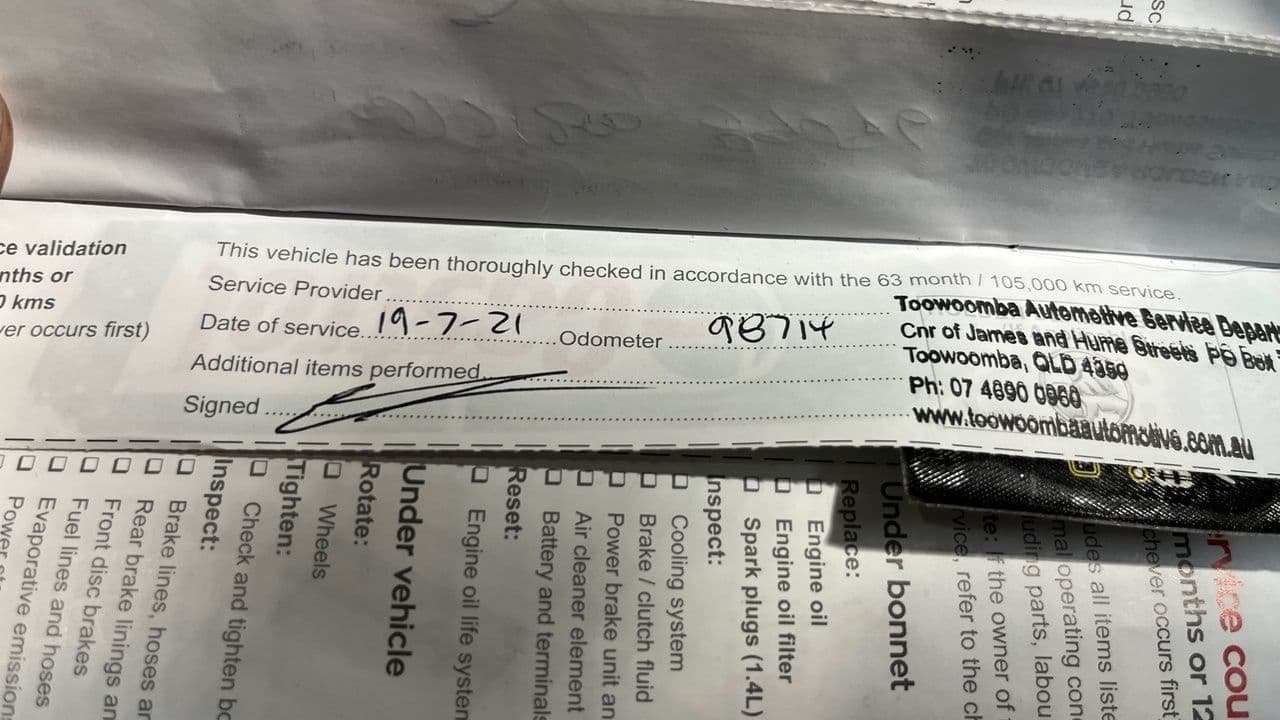 ce validation
nths or
0 kms
ver occurs first)
This vehicle has been thoroughly checked in accordance with the 63 month / 105,000 km service.
Service Provider
Date of service 19-7-21 Odometer 98714
Additional items performed
Signed
Toowoomba Automotive Service Depart
Cnr of James and Hume Streets PO Box
Toowoomba, QLD 4350
Ph: 07 4690
www.toowoombaautomotive.com.au
rvice cou
months or 12
chever occurs first
udes all items liste
mal operating con
uding parts, labou
te: If the owner of
rvice, refer to the c
Under bonnet
Replace:
Engine oil
Engine oil filter
Spark plugs (1.4L)
Inspect:
Cooling system
Brake / clutch fluid
Power brake unit an
Air cleaner element
Battery and terminals
Reset:
Engine oil life system
Under vehicle
Rotate:
Wheels
Tighten:
Check and tighten bo
Inspect:
Brake lines, hoses an
Rear brake linings an
Front disc brakes
Fuel lines and hoses
Evaporative emission
Power